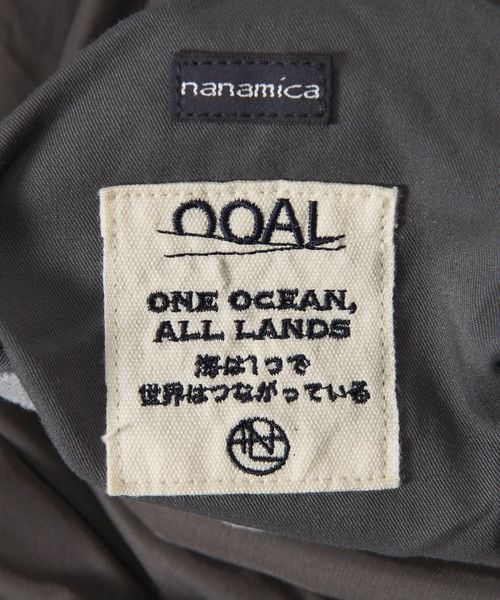 nanamica
OOAL
ONE OCEAN,
ALL LANDS
海は1つで
世界はつながっている